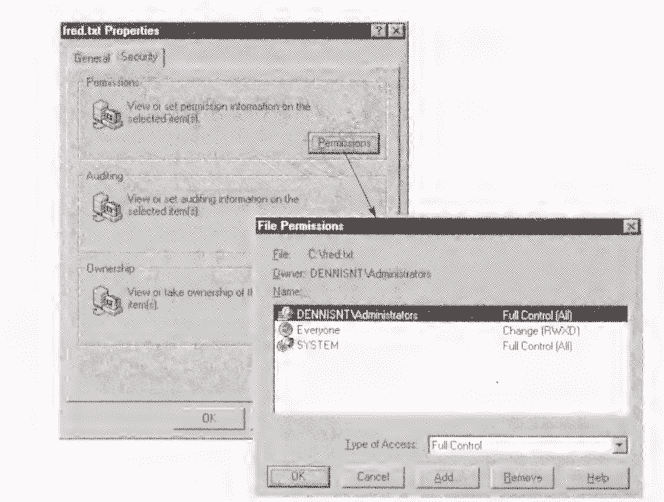 fred.txt Properties
General Security
Permissions
View or set permission information on the
selected item(s).
Permissions
Auditing
View or set auditing information on the
selected item(s).
Ownership
View or take ownership of th
item(s).
OK
File Permissions
File: C:\fred.txt
Owner: DENNISNT\Administrators
Name:
DENNISNT\Administrators Full Control (All)
Everyone Change (RWXD)
SYSTEM Full Control (All)
Type of Access: Full Control
OK Cancel Add... Remove Help